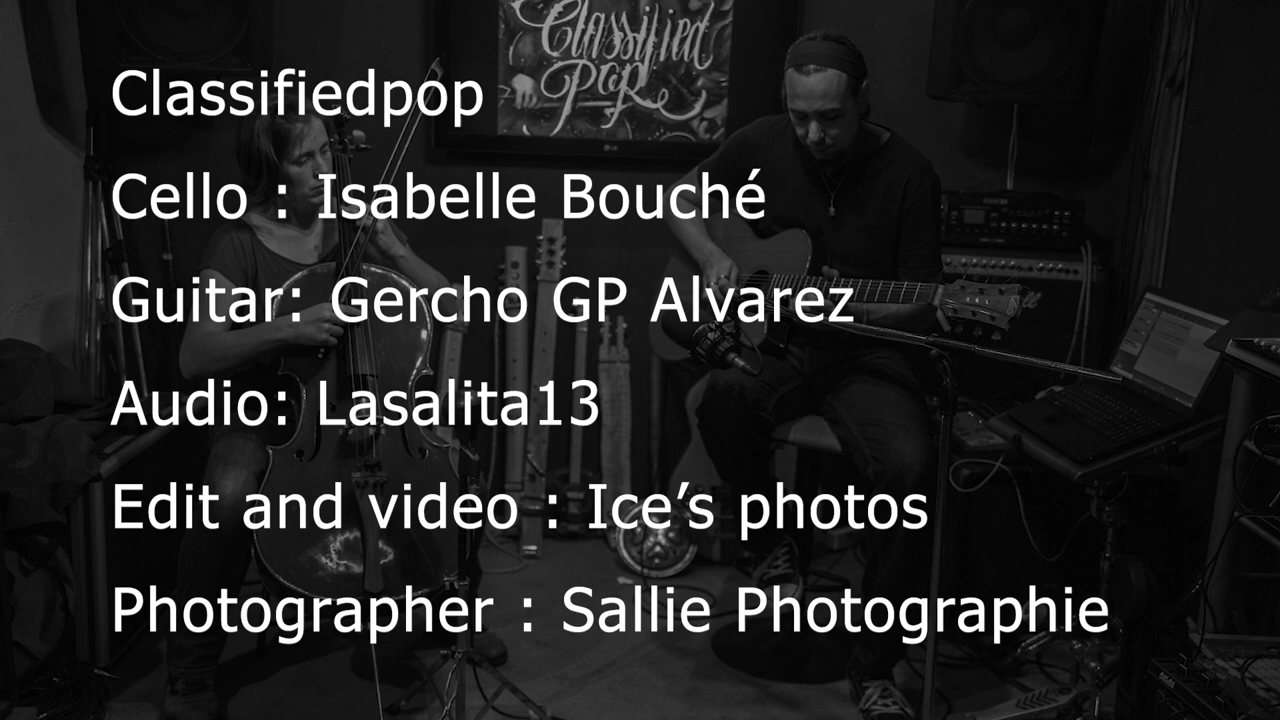 Classified
Pop
Classifiedpop
Cello : Isabelle Bouché
Guitar: Gercho GP Alvarez
Audio: Lasalita13
Edit and video : Ice’s photos
Photographer : Sallie Photographie
LG